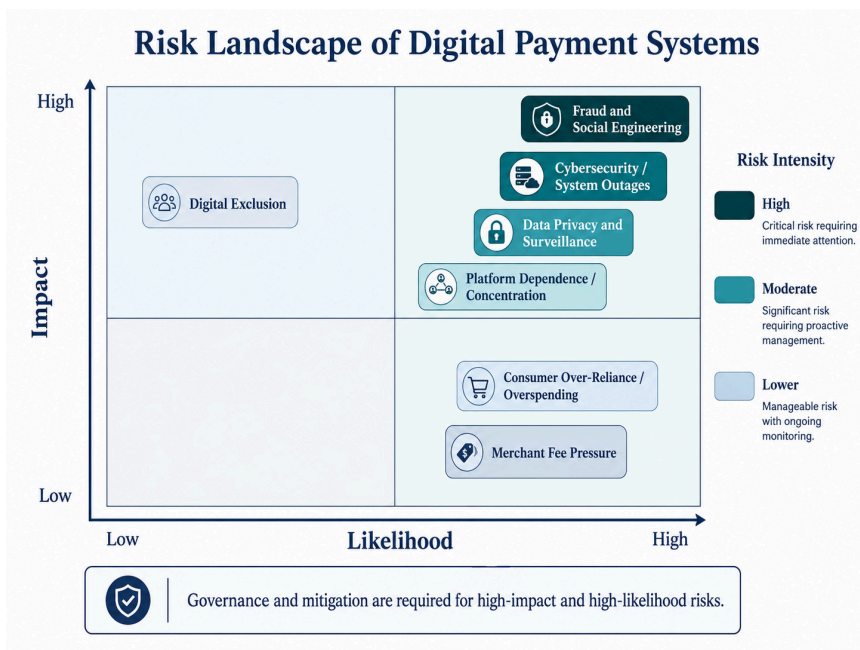 Risk Landscape of Digital Payment Systems
High
Impact
Low
Digital Exclusion
Fraud and
Social Engineering
Cybersecurity /
System Outages
Data Privacy and
Surveillance
Platform Dependence /
Concentration
Consumer Over-Reliance /
Overspending
$
Merchant Fee Pressure
Low
Likelihood
High
Risk Intensity
High
Critical risk requiring
immediate attention.
Moderate
Significant risk
requiring proactive
management.
Lower
Manageable risk
with ongoing
monitoring.
Governance and mitigation are required for high-impact and high-likelihood risks.